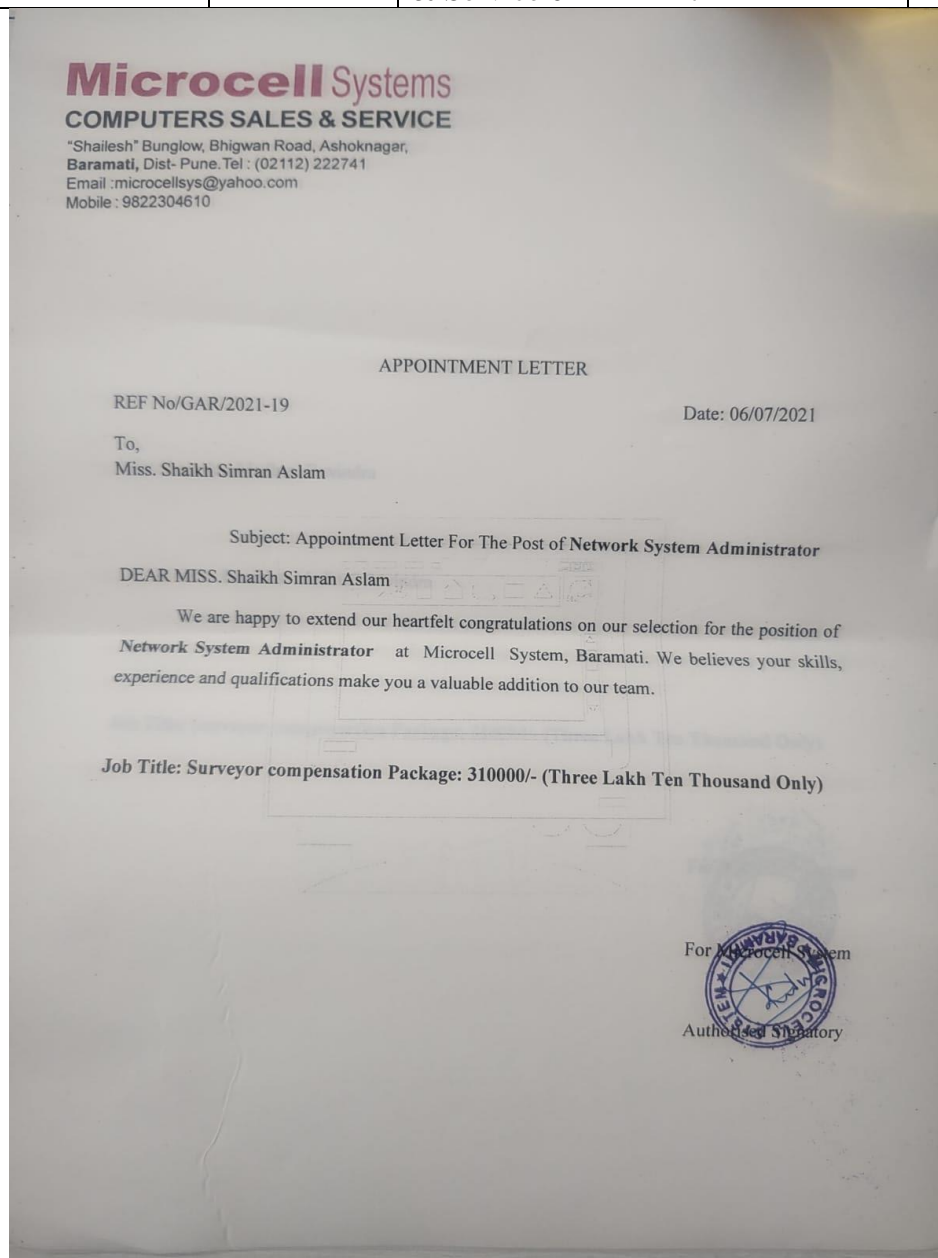 Microcell Systems
COMPUTERS SALES & SERVICE
"Shailesh" Bunglow, Bhigwan Road, Ashoknagar,
Baramati, Dist- Pune. Tel : (02112) 222741
Email :microcellsys@yahoo.com
Mobile : 9822304610
APPOINTMENT LETTER
REF No/GAR/2021-19
Date: 06/07/2021
To,
Miss. Shaikh Simran Aslam
Subject: Appointment Letter For The Post of Network System Administrator
DEAR MISS. Shaikh Simran Aslam
We are happy to extend our heartfelt congratulations on our selection for the position of
Network System Administrator at Microcell System, Baramati. We believes your skills,
experience and qualifications make you a valuable addition to our team.
Job Title: Surveyor compensation Package: 310000/- (Three Lakh Ten Thousand Only)
For Microcell System
MICROCELL SYSTEM ★ BARAMATI ★
Authorised Signatory